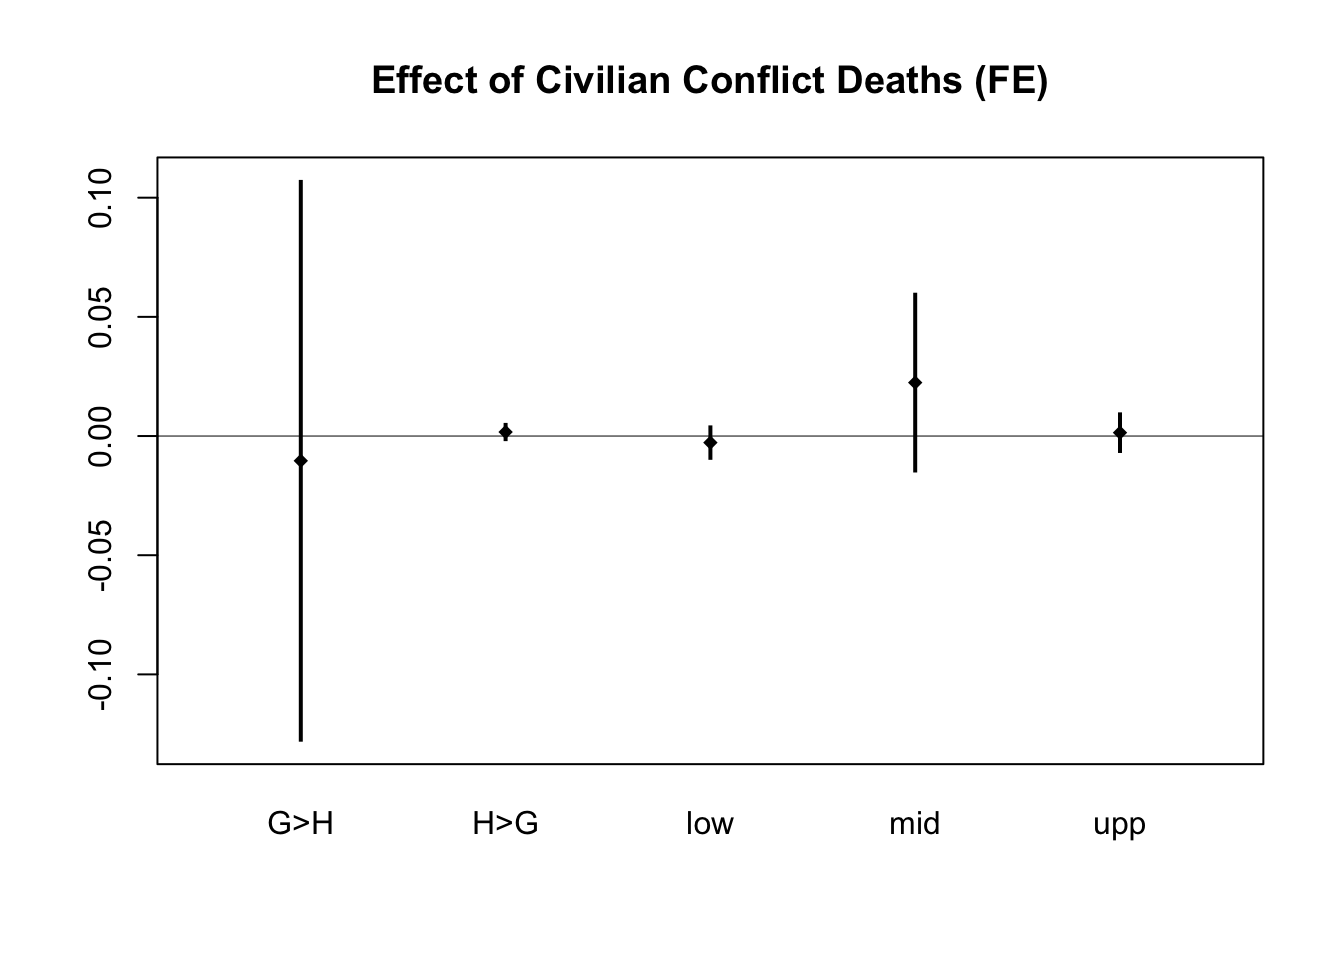 Effect of Civilian Conflict Deaths (FE)
0.10
0.05
0.00
-0.05
-0.10
G>H H>G low mid upp